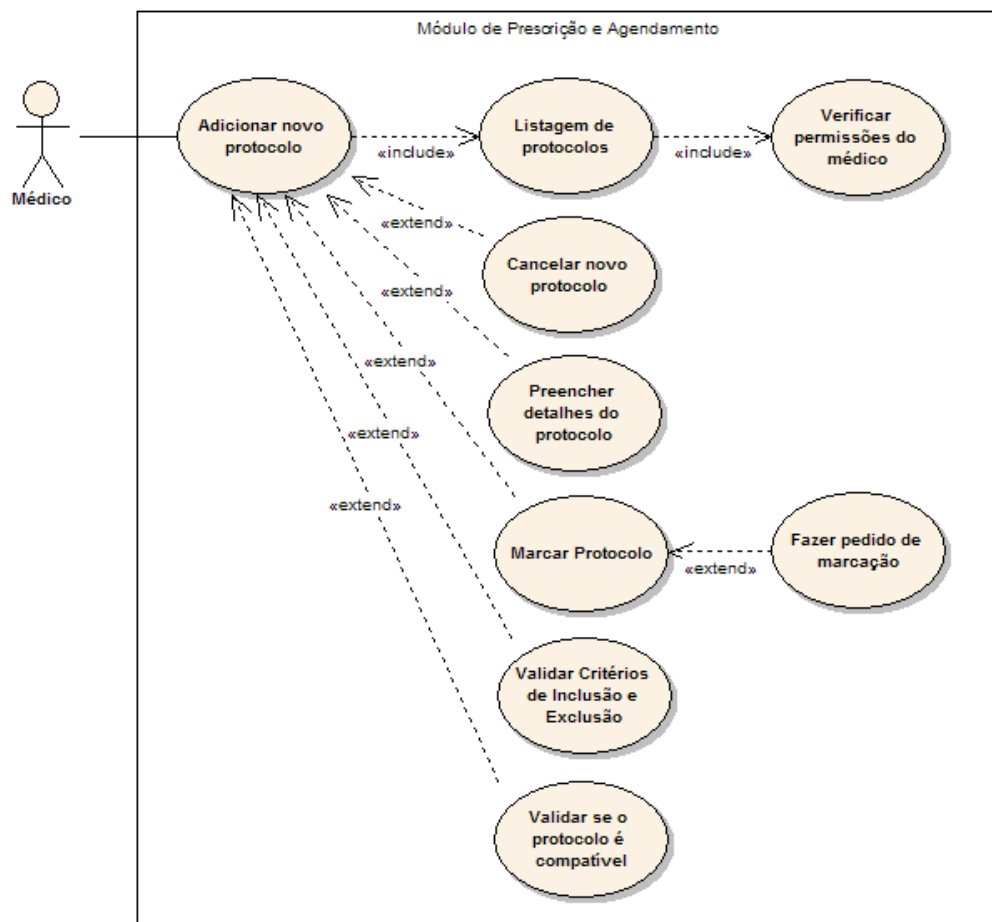 Módulo de Prescrição e Agendamento
Médico
Adicionar novo
protocolo
«include»
Listagem de
protocolos
«include»
Verificar
permissões do
médico
«extend»
Cancelar novo
protocolo
«extend»
Preencher
detalhes do
protocolo
«extend»
Marcar Protocolo
«extend»
Fazer pedido de
marcação
«extend»
Validar Critérios
de Inclusão e
Exclusão
«extend»
Validar se o
protocolo é
compatível